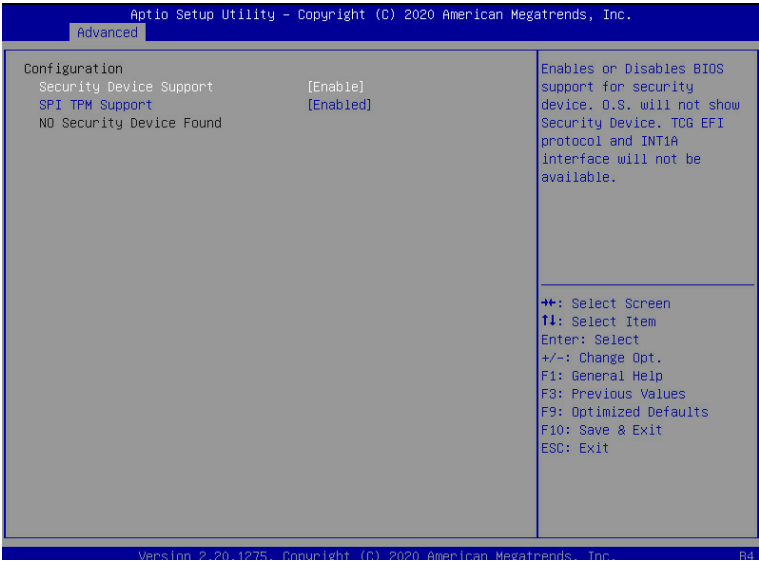 Aptio Setup Utility – Copyright (C) 2020 American Megatrends, Inc.
Advanced
Configuration
Security Device Support [Enable]
SPI TPM Support [Enabled]
NO Security Device Found
Enables or Disables BIOS
support for security
device. O.S. will not show
Security Device. TCG EFI
protocol and INT1A
interface will not be
available.
→←: Select Screen
↑↓: Select Item
Enter: Select
+/-: Change Opt.
F1: General Help
F3: Previous Values
F9: Optimized Defaults
F10: Save & Exit
ESC: Exit
Version 2.20.1275. Copyright (C) 2020 American Megatrends, Inc.
B4